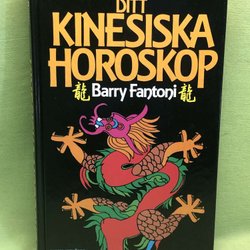 DITT
KINESISKA
HOROSKOP
龍 Barry Fantoni 龍